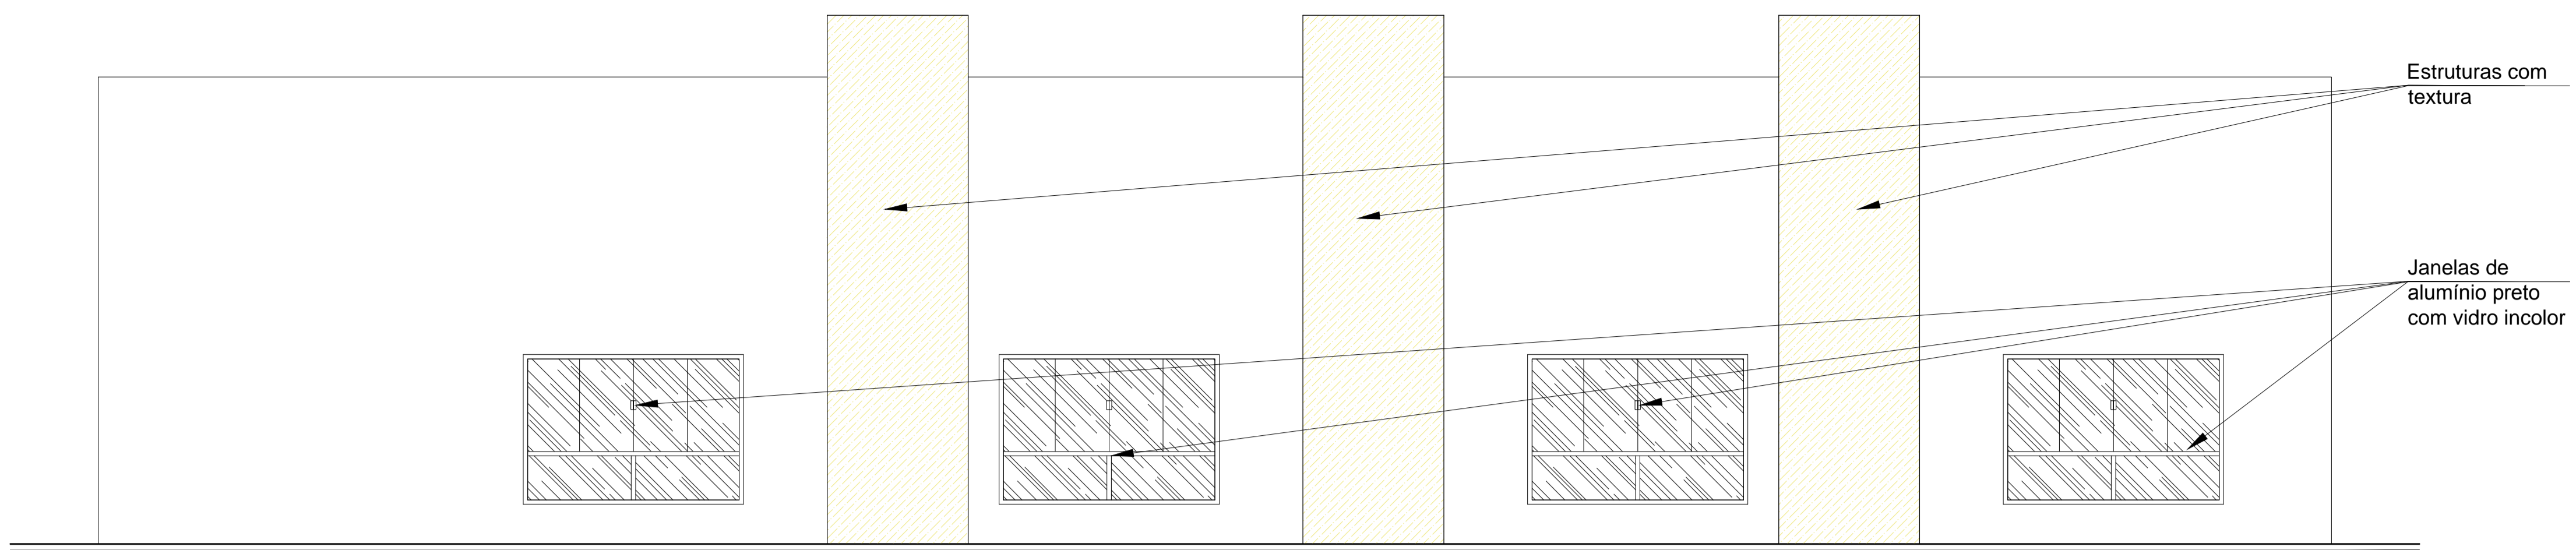 Estruturas com
textura
Janelas de
alumínio preto
com vidro incolor